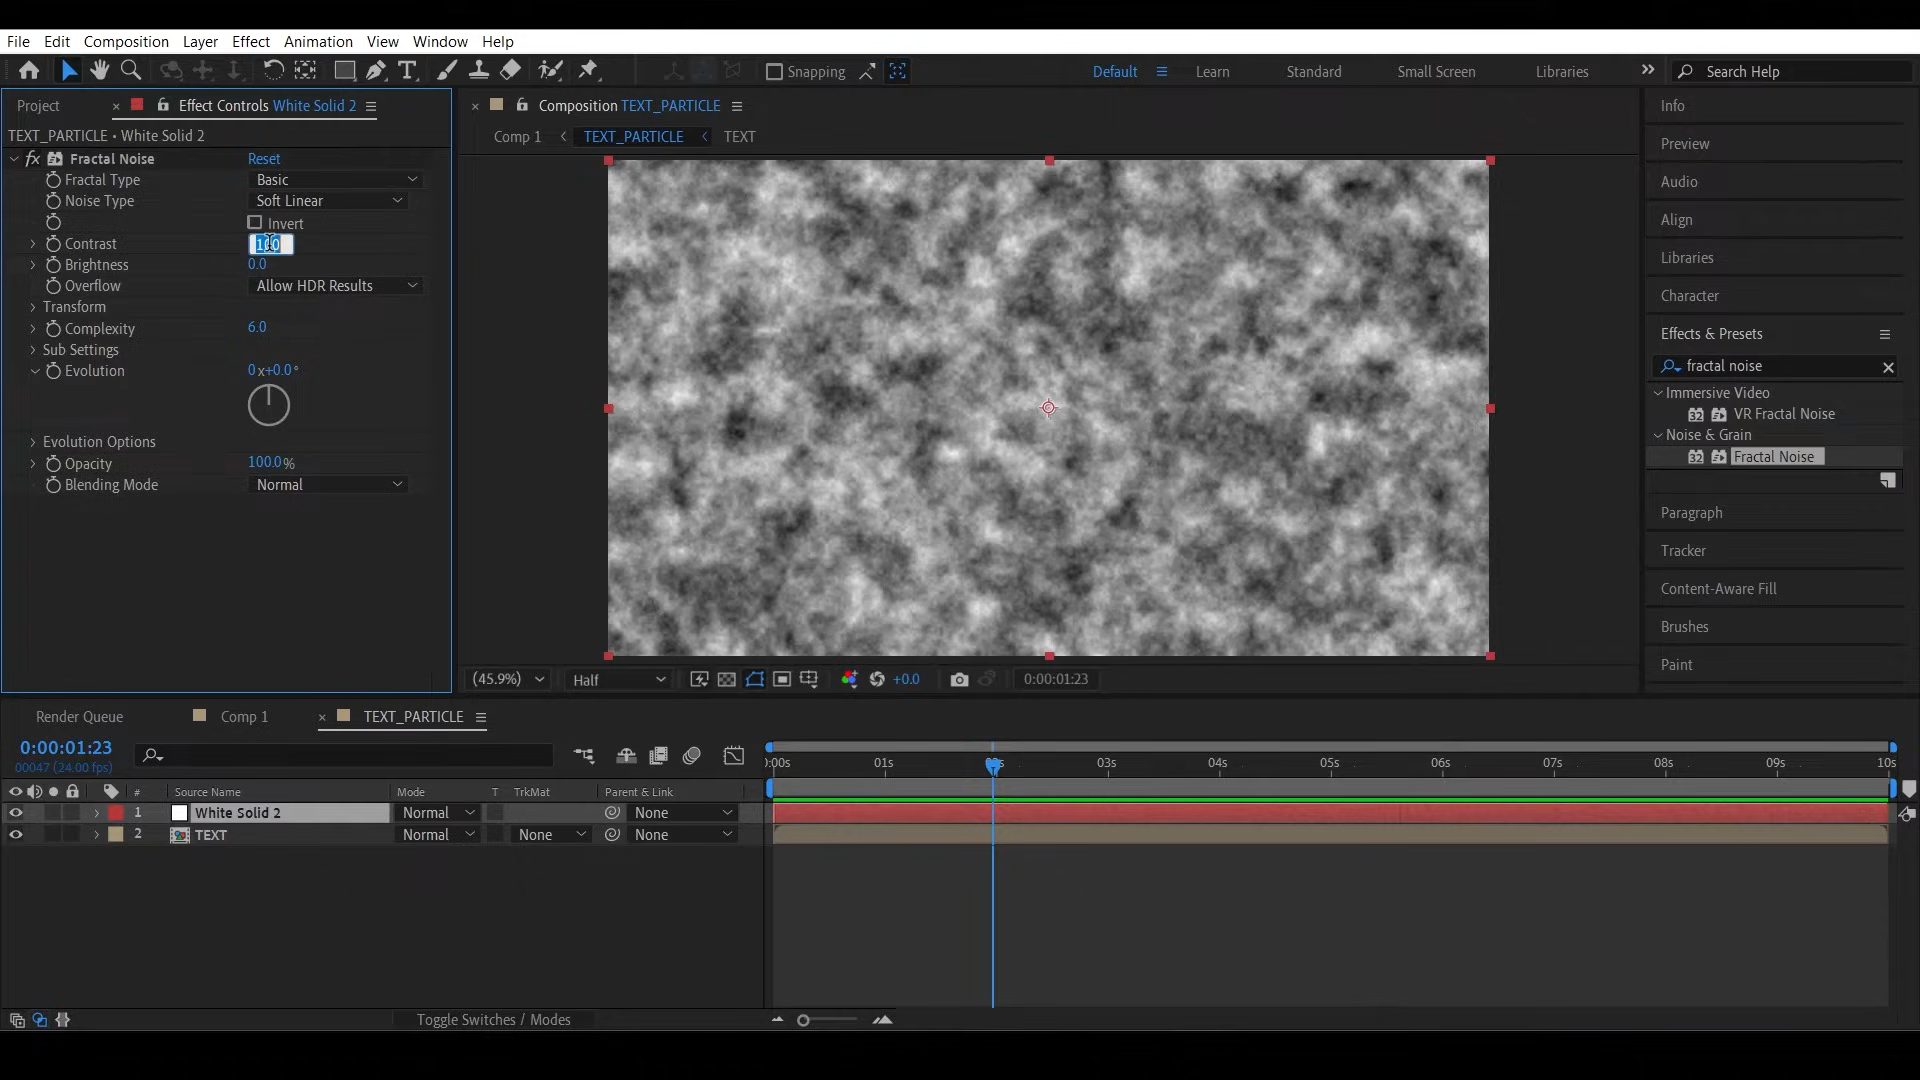 File Edit Composition Layer Effect Animation View Window Help
Snapping Default Learn Standard Small Screen Libraries Search Help
Project Effect Controls White Solid 2
TEXT_PARTICLE • White Solid 2
fx Fractal Noise Reset
Fractal Type Basic
Noise Type Soft Linear
Invert
Contrast
Brightness 0.0
Overflow Allow HDR Results
Transform
Complexity 6.0
Sub Settings
Evolution 0x+0.0°
Evolution Options
Opacity 100.0%
Blending Mode Normal
Composition TEXT_PARTICLE
Comp 1 TEXT_PARTICLE TEXT
(45.9%) Half +0.0 0:00:01:23
Info
Preview
Audio
Align
Libraries
Character
Effects & Presets
fractal noise
Immersive Video
32 VR Fractal Noise
Noise & Grain
32 Fractal Noise
Paragraph
Tracker
Content-Aware Fill
Brushes
Paint
Render Queue Comp 1 TEXT_PARTICLE
0:00:01:23
00047 (24.00 fps)
01s 03s 04s 05s 06s 07s 08s 09s 10s
# Source Name Mode T TrkMat Parent & Link
1 White Solid 2 Normal None
2 TEXT Normal None None
Toggle Switches / Modes